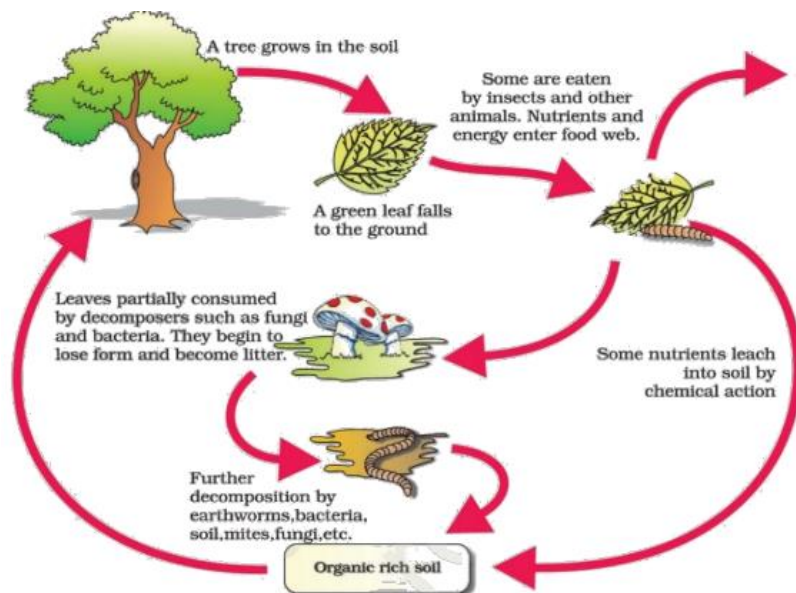 A tree grows in the soil
Some are eaten
by insects and other
animals. Nutrients and
energy enter food web.
A green leaf falls
to the ground
Leaves partially consumed
by decomposers such as fungi
and bacteria. They begin to
lose form and become litter.
Some nutrients leach
into soil by
chemical action
Further
decomposition by
earthworms,bacteria,
soil,mites,fungi,etc.
Organic rich soil